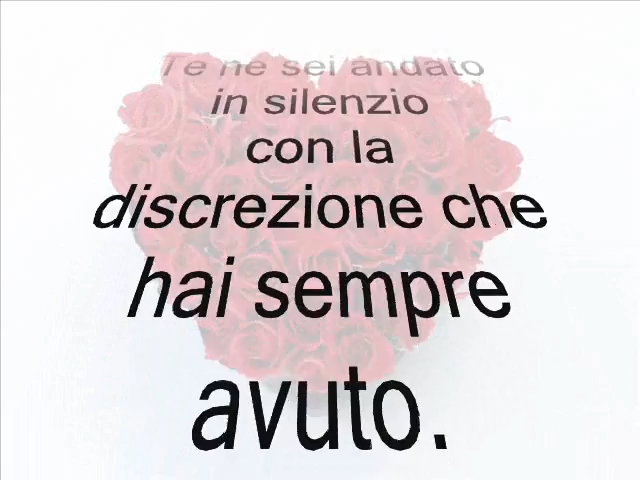 Te ne sei andato,
in silenzio
con la
discrezione che
hai sempre
avuto.